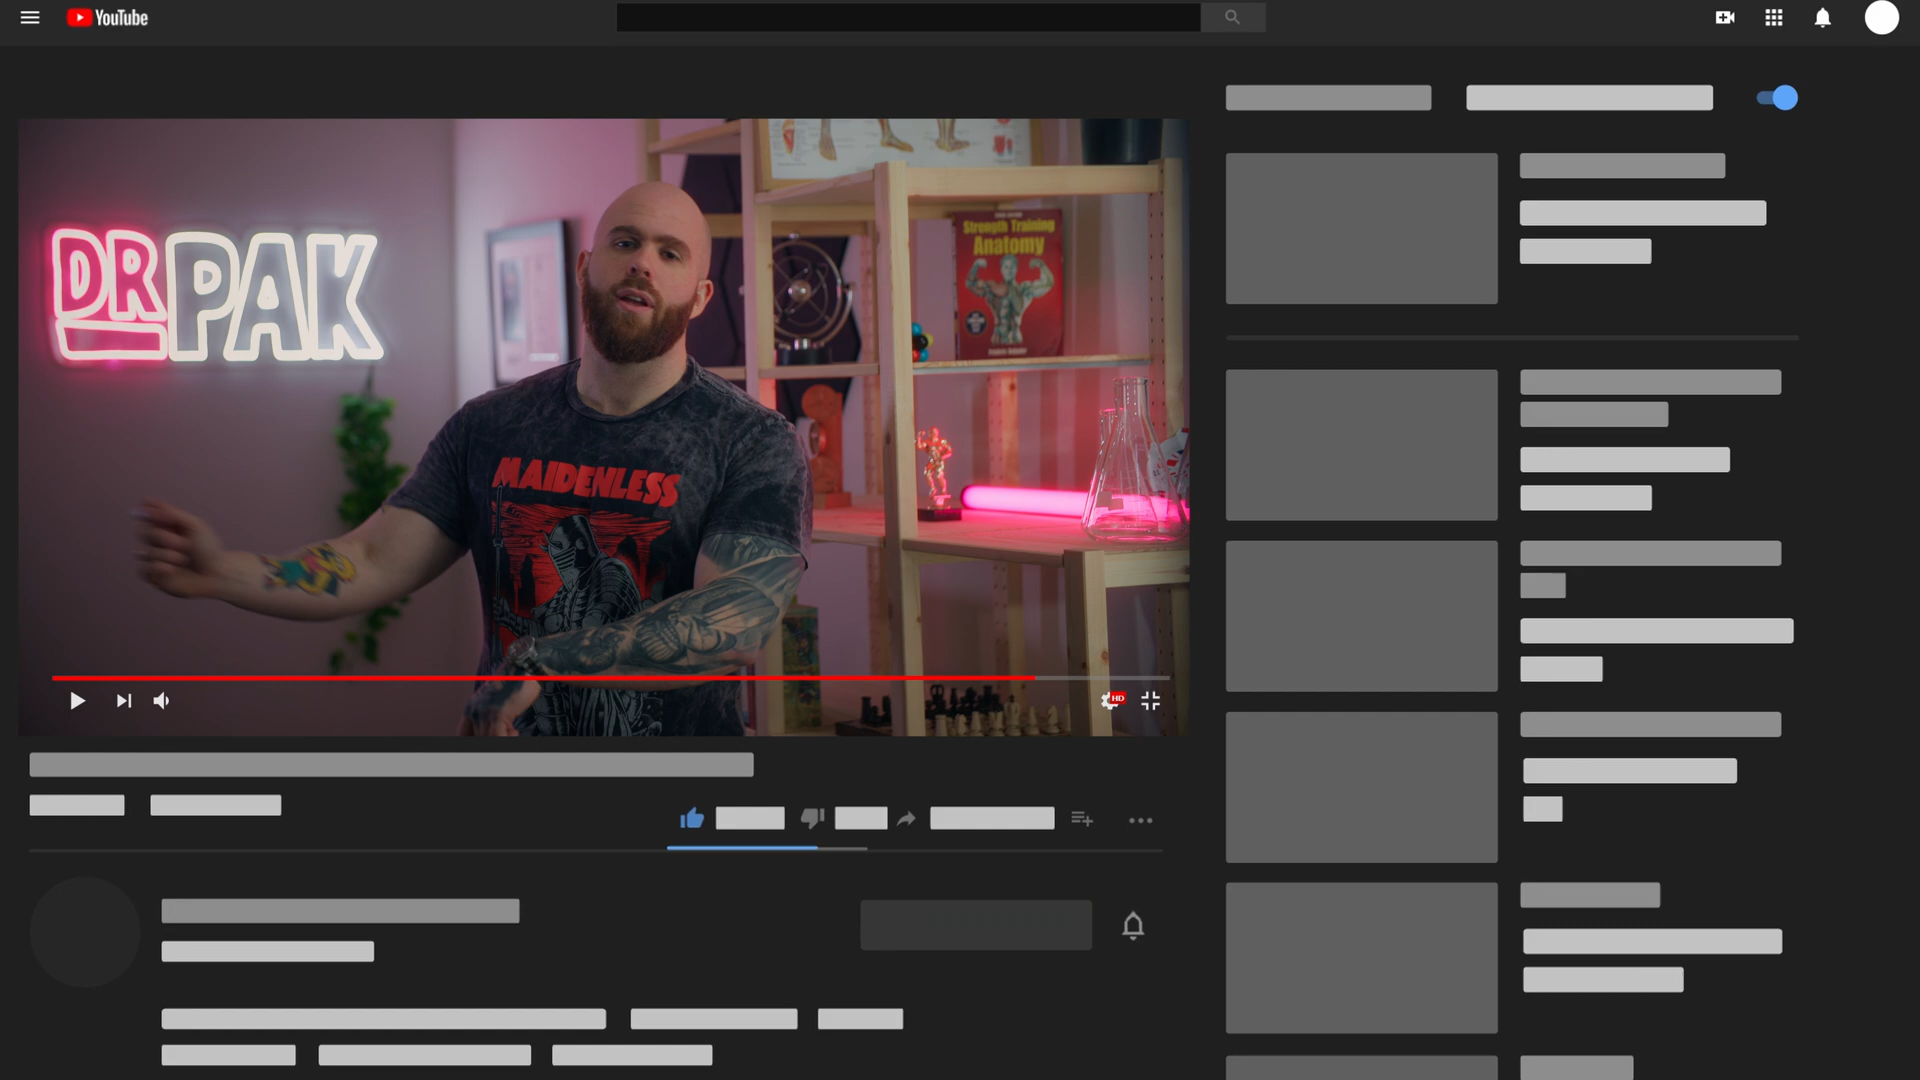 YouTube
DR PAK
Strength Training
Anatomy
MAIDENLESS
HD